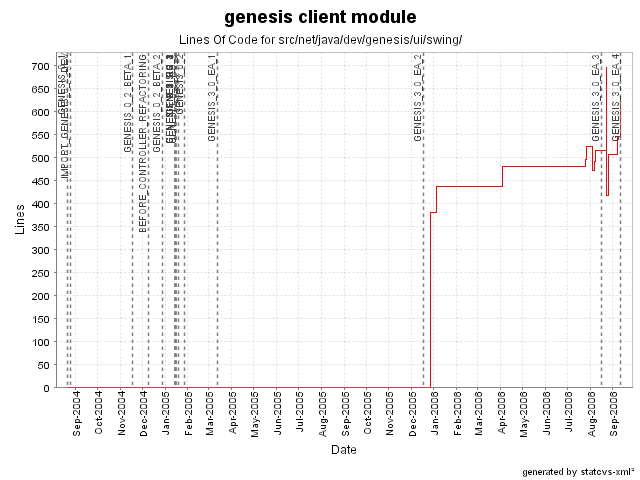 genesis client module
Lines Of Code for src/net/java/dev/genesis/ui/swing/
GENESIS_0_2_BETA_1
BEFORE_CONTROLLER_REFACTORING
GENESIS_0_2_BETA_2
GENESIS_3_0_EA_1
GENESIS_3_0_EA_2
GENESIS_3_0_EA_3
GENESIS_3_0_EA_4
700
650
600
550
500
450
400
350
300
250
200
150
100
50
0
Lines
Sep-2004
Oct-2004
Nov-2004
Dec-2004
Jan-2005
Feb-2005
Mar-2005
Apr-2005
May-2005
Jun-2005
Jul-2005
Aug-2005
Sep-2005
Oct-2005
Nov-2005
Dec-2005
Jan-2006
Feb-2006
Mar-2006
Apr-2006
May-2006
Jun-2006
Jul-2006
Aug-2006
Sep-2006
Date
generated by statcvs-xml²